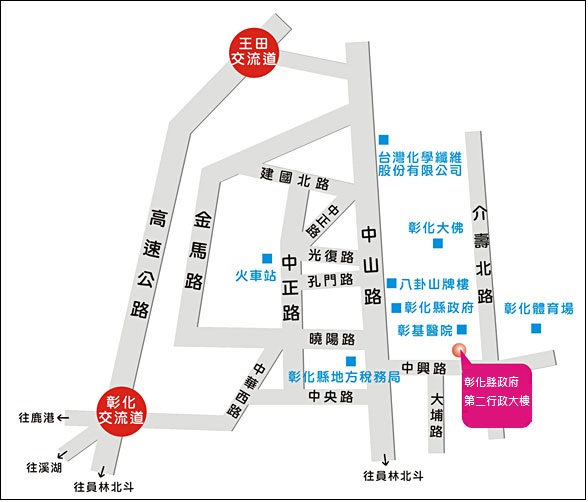 王田
交流道
台灣化學纖維
股份有限公司
建國北路
中正路
介壽北路
高速公路
金馬路
中山路
彰化大佛
光復路
火車站
中正路
孔門路
八卦山牌樓
彰化縣政府
彰化體育場
彰基醫院
曉陽路
中興路
彰化縣地方稅務局
彰化縣政府
第二行政大樓
中華西路
中央路
大埔路
彰化
交流道
往鹿港←
往溪湖
往員林北斗
往員林北斗